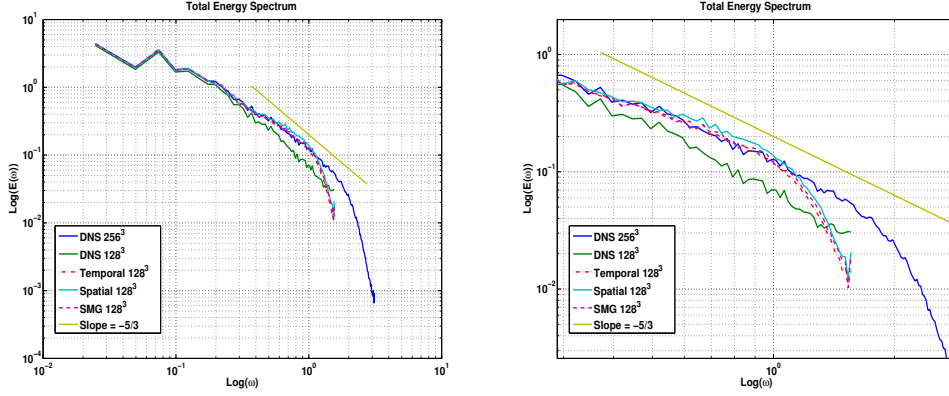 Total Energy Spectrum
Log(E(ω))
10^1
10^0
10^-1
10^-2
10^-3
10^-4
DNS 256^3
DNS 128^3
Temporal 128^3
Spatial 128^3
SMG 128^3
Slope = −5/3
10^-2
10^-1
10^0
10^1
Log(ω)
Total Energy Spectrum
Log(E(ω))
10^0
10^-1
10^-2
DNS 256^3
DNS 128^3
Temporal 128^3
Spatial 128^3
SMG 128^3
Slope = −5/3
10^0
Log(ω)